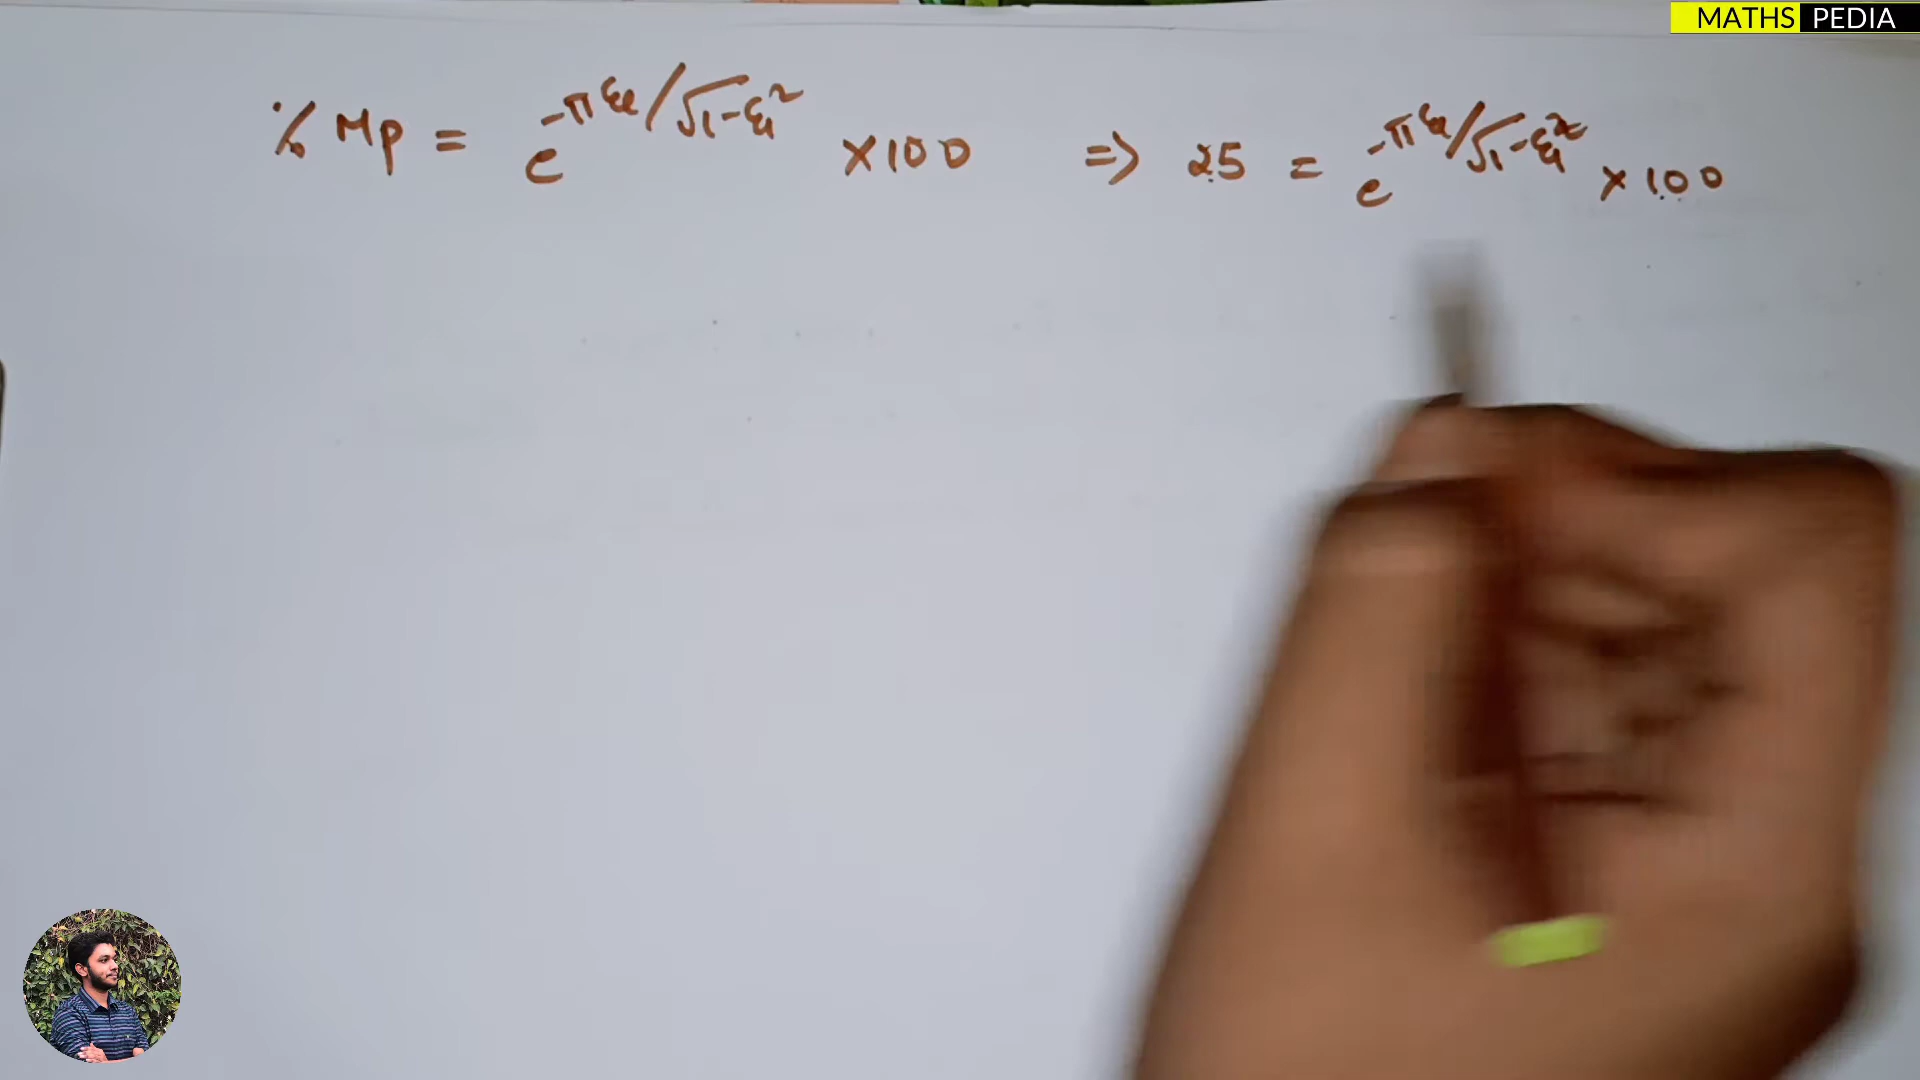 MATHS PEDIA
% Mp = e^{-πξ/√1-ξ²} ×100 => 25 = e^{-πξ/√1-ξ²} ×100